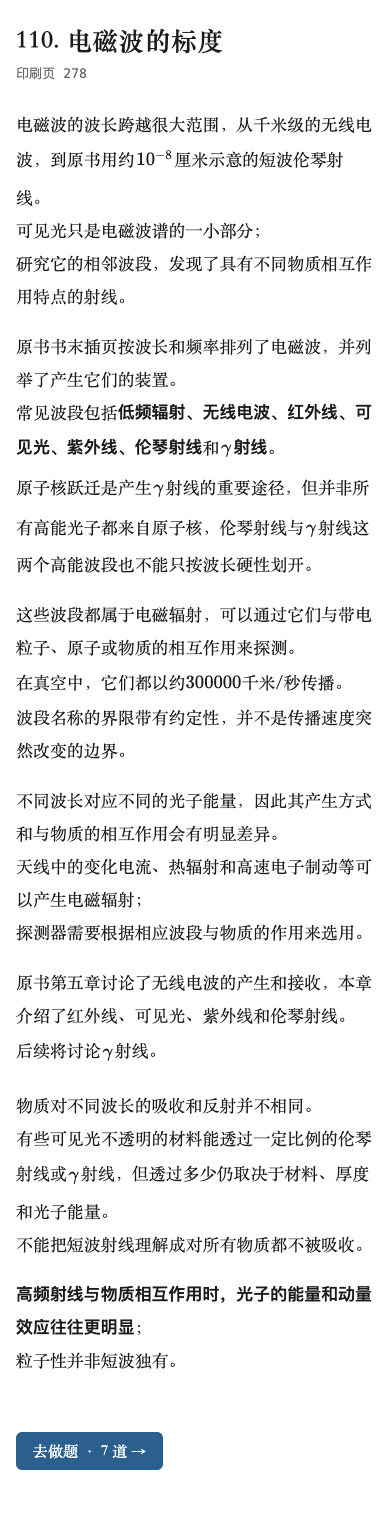 110. 电磁波的标度
印刷页 278
电磁波的波长跨越很大范围，从千米级的无线电
波，到原书用约10⁻⁸厘米示意的短波伦琴射
线。
可见光只是电磁波谱的一小部分；
研究它的相邻波段，发现了具有不同物质相互作
用特点的射线。
原书书末插页按波长和频率排列了电磁波，并列
举了产生它们的装置。
常见波段包括低频辐射、无线电波、红外线、可
见光、紫外线、伦琴射线和γ射线。
原子核跃迁是产生γ射线的重要途径，但并非所
有高能光子都来自原子核，伦琴射线与γ射线这
两个高能波段也不能只按波长硬性划开。
这些波段都属于电磁辐射，可以通过它们与带电
粒子、原子或物质的相互作用来探测。
在真空中，它们都以约300000千米/秒传播。
波段名称的界限带有约定性，并不是传播速度突
然改变的边界。
不同波长对应不同的光子能量，因此其产生方式
和与物质的相互作用会有明显差异。
天线中的变化电流、热辐射和高速电子制动等可
以产生电磁辐射；
探测器需要根据相应波段与物质的作用来选用。
原书第五章讨论了无线电波的产生和接收，本章
介绍了红外线、可见光、紫外线和伦琴射线。
后续将讨论γ射线。
物质对不同波长的吸收和反射并不相同。
有些可见光不透明的材料能透过一定比例的伦琴
射线或γ射线，但透过多少仍取决于材料、厚度
和光子能量。
不能把短波射线理解成对所有物质都不被吸收。
高频射线与物质相互作用时，光子的能量和动量
效应往往更明显；
粒子性并非短波独有。
去做题 · 7 道 →